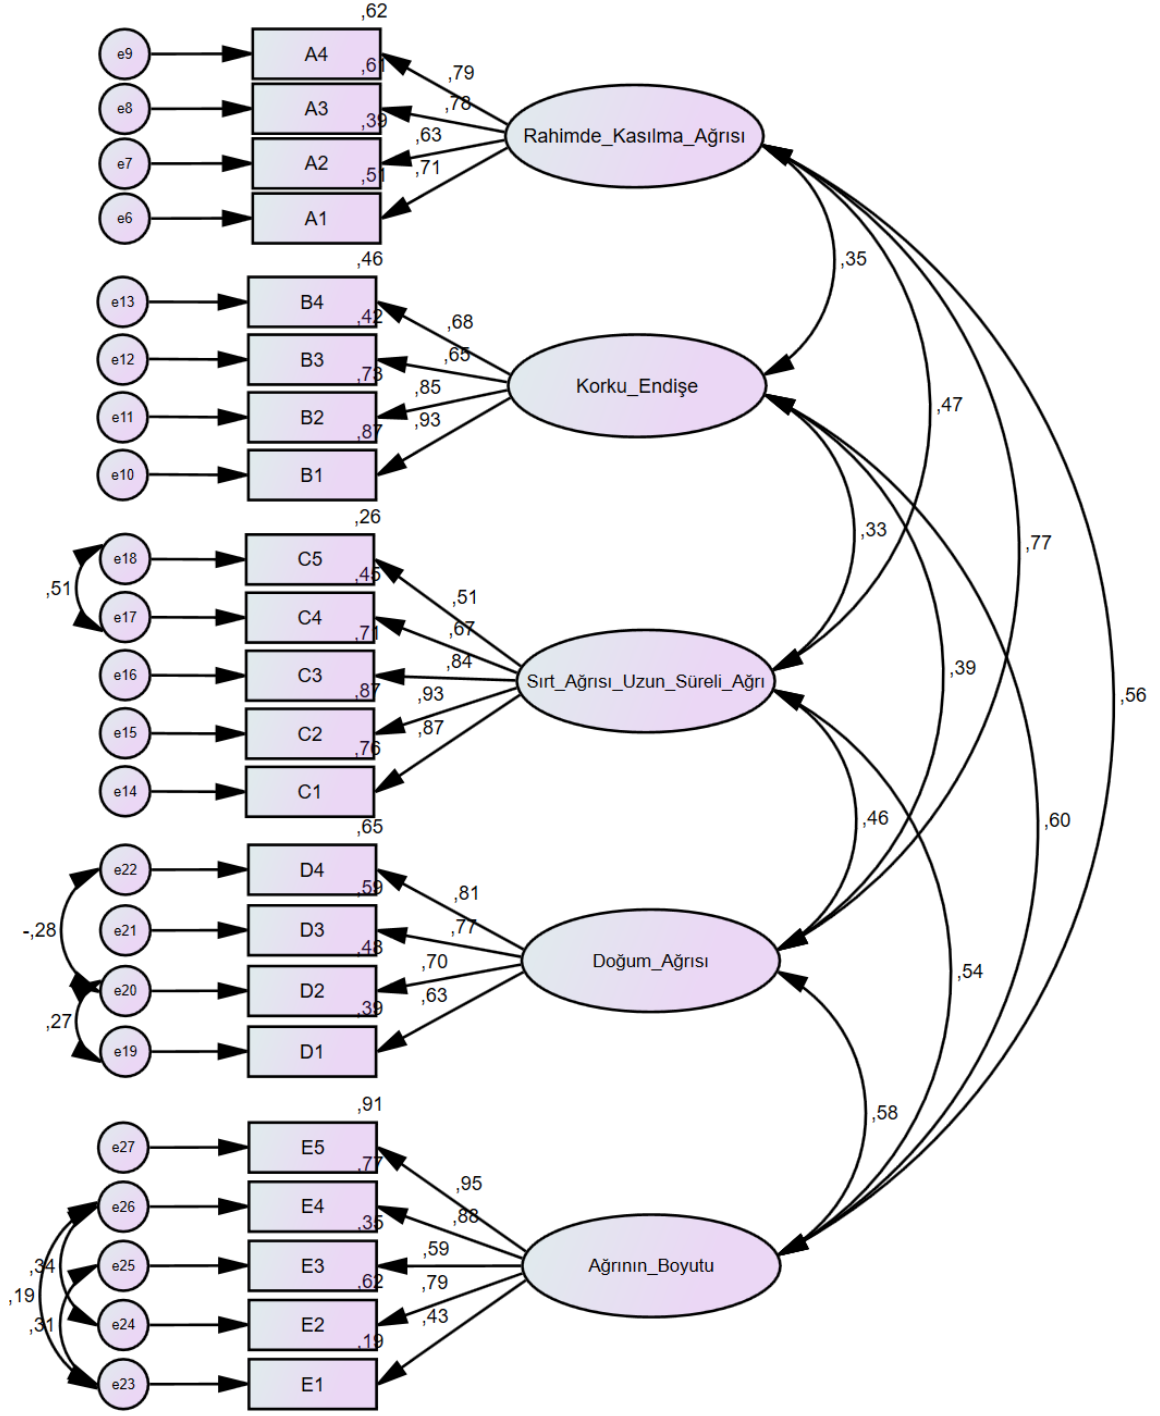 ,62
e9
A4
,79
Rahimde_Kasılma_Ağrısı
,61
e8
A3
,78
,39
e7
A2
,63
,51
e6
A1
,71
,35
,47
,77
,56
,46
e13
B4
,68
Korku_Endişe
,42
e12
B3
,65
,73
e11
B2
,85
,87
e10
B1
,93
,33
,39
,60
,26
,51
e18
C5
,51
Sırt_Ağrısı_Uzun_Süreli_Ağrı
,45
e17
C4
,67
,71
e16
C3
,84
,87
e15
C2
,93
,76
e14
C1
,87
,46
,54
,65
-,28
e22
D4
,81
Doğum_Ağrısı
,59
e21
D3
,77
,48
e20
D2
,70
,27
,39
e19
D1
,63
,58
,91
e27
E5
,95
Ağrının_Boyutu
,77
e26
E4
,88
,34
,35
e25
E3
,59
,19
,62
e24
E2
,79
,31
,19
e23
E1
,43